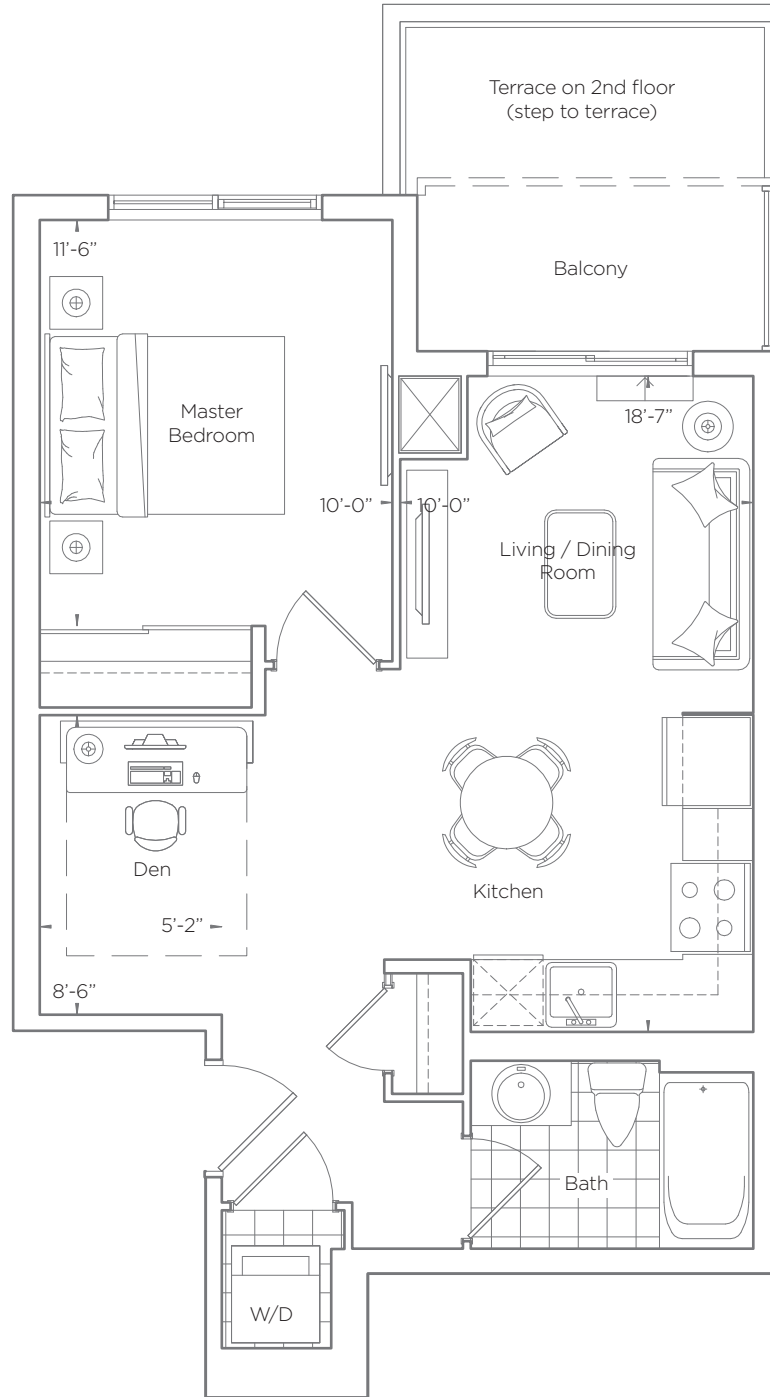 Terrace on 2nd floor
(step to terrace)
11’-6”
Balcony
Master
Bedroom
18’-7”
10’-0”
10’-0”
Living / Dining
Room
Den
Kitchen
5’-2”
8’-6”
Bath
W/D